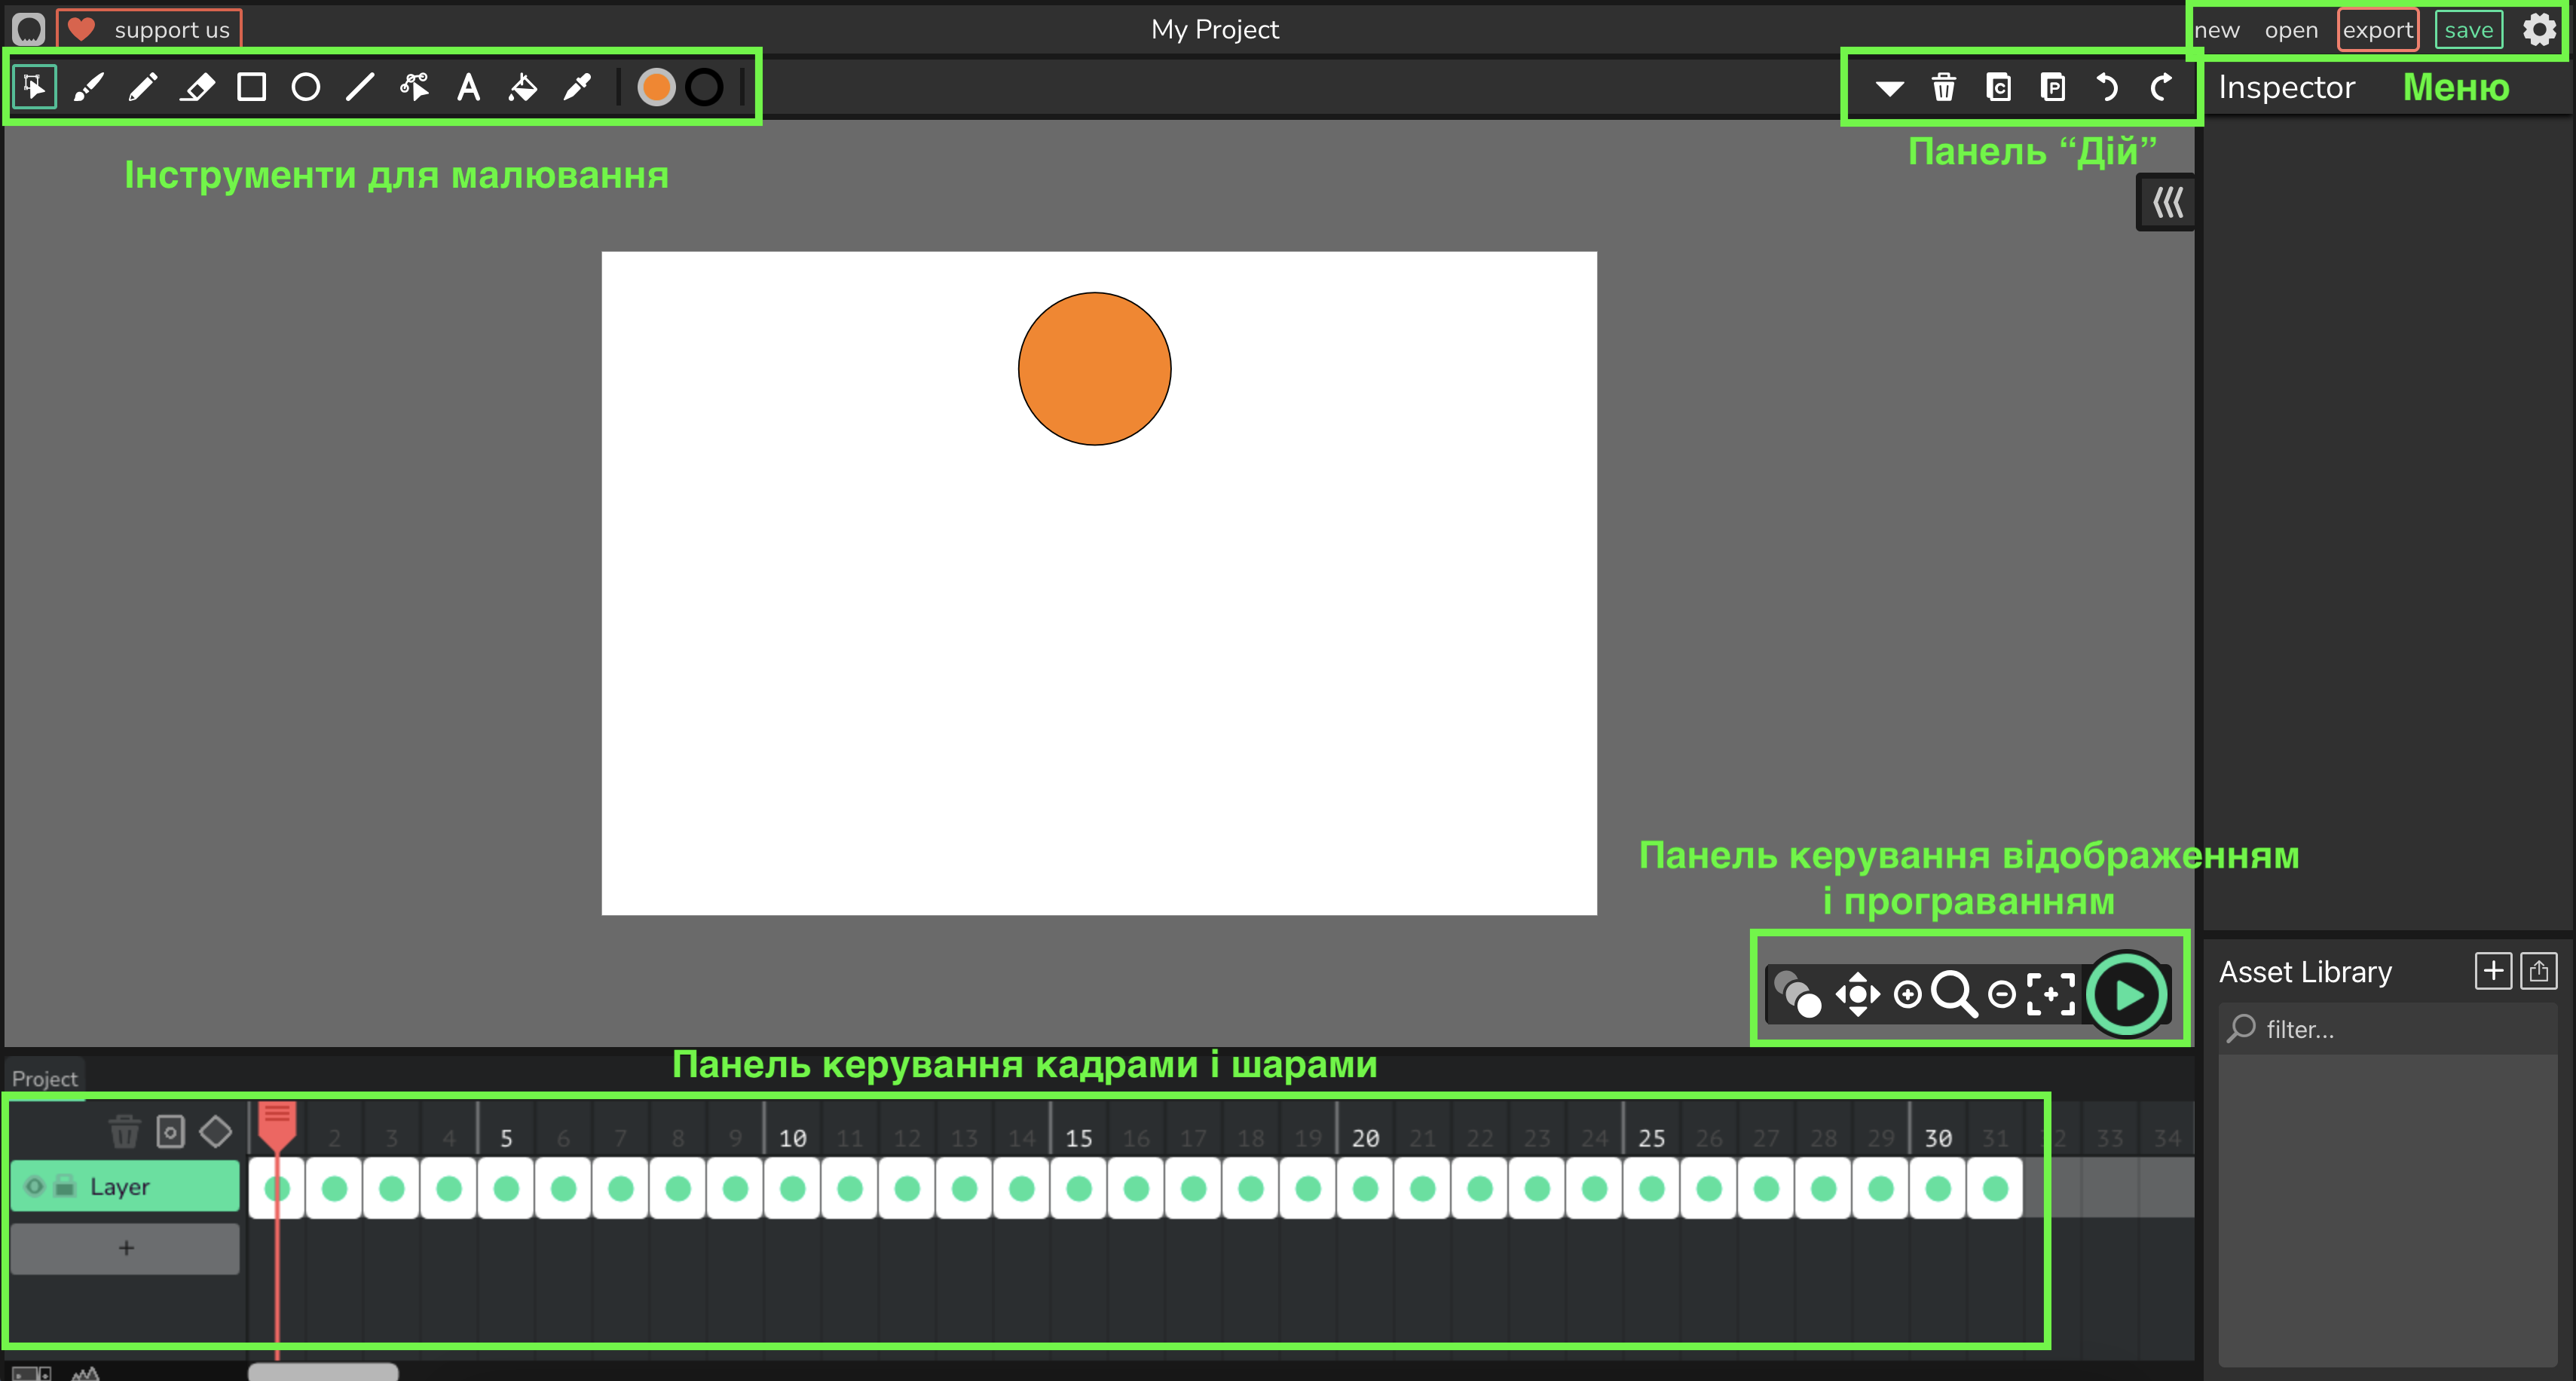 support us
My Project
new open export save
Inspector Меню
Інструменти для малювання
Панель “Дій”
Панель керування відображенням
і програванням
Asset Library
filter...
Панель керування кадрами і шарами
Project
2 3 4 5 6 7 8 9 10 11 12 13 14 15 16 17 18 19 20 21 22 23 24 25 26 27 28 29 30 31 32 33 34
Layer